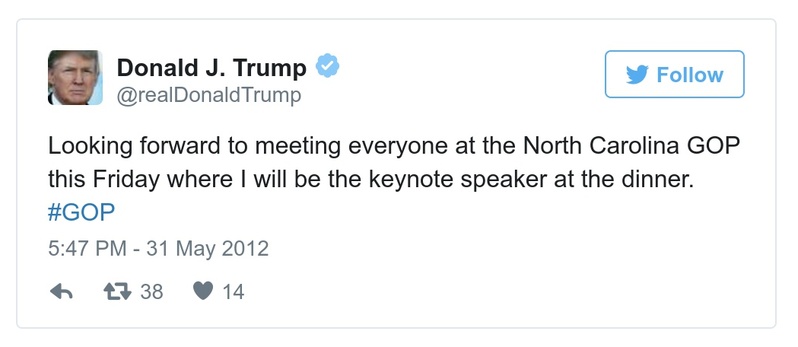 Donald J. Trump
@realDonaldTrump
Follow
Looking forward to meeting everyone at the North Carolina GOP
this Friday where I will be the keynote speaker at the dinner.
#GOP
5:47 PM - 31 May 2012
38 14